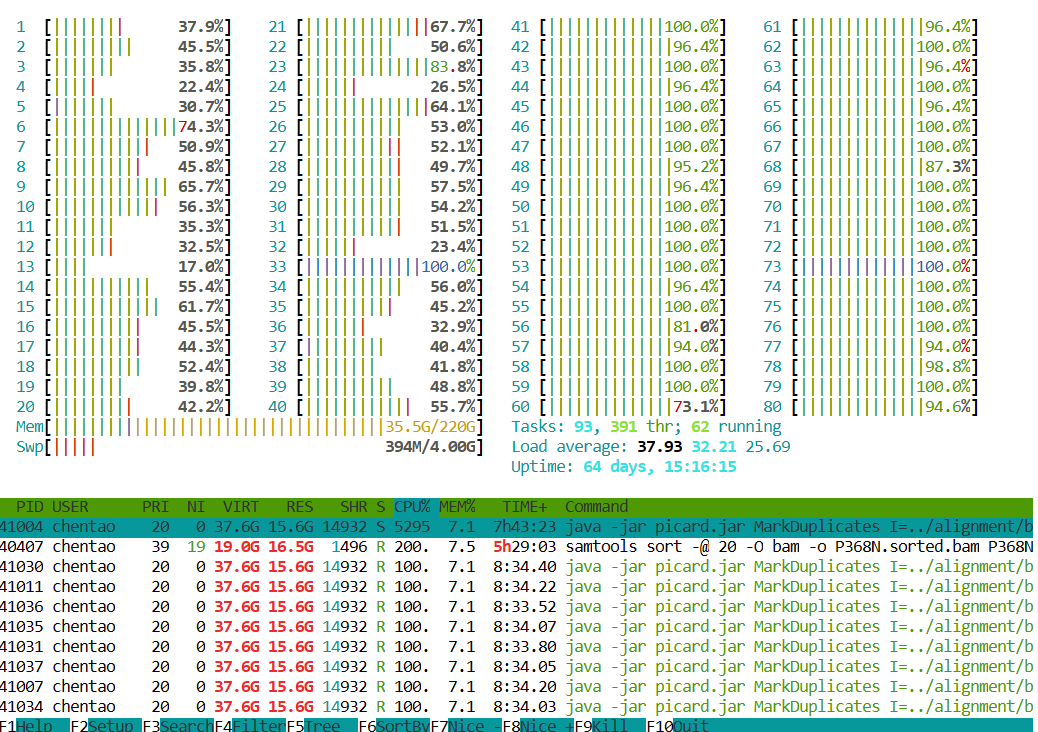 1 [||||||||| 37.9%] 21 [||||||||||||||67.7%] 41 [|||||||||||||100.0%] 61 [||||||||||||||96.4%]
2 [||||||||| 45.5%] 22 [|||||||||| 50.6%] 42 [||||||||||||||96.4%] 62 [|||||||||||||100.0%]
3 [||||||| 35.8%] 23 [||||||||||||||83.8%] 43 [|||||||||||||100.0%] 63 [||||||||||||||96.4%]
4 [||||| 22.4%] 24 [|||||| 26.5%] 44 [||||||||||||||96.4%] 64 [|||||||||||||100.0%]
5 [||||||| 30.7%] 25 [||||||||||||||64.1%] 45 [|||||||||||||100.0%] 65 [||||||||||||||96.4%]
6 [||||||||||||||74.3%] 26 [||||||||||| 53.0%] 46 [|||||||||||||100.0%] 66 [|||||||||||||100.0%]
7 [||||||||||| 50.9%] 27 [||||||||||| 52.1%] 47 [|||||||||||||100.0%] 67 [|||||||||||||100.0%]
8 [|||||||||| 45.8%] 28 [||||||||||| 49.7%] 48 [||||||||||||||95.2%] 68 [||||||||||||||87.3%]
9 [||||||||||||| 65.7%] 29 [||||||||||| 57.5%] 49 [||||||||||||||96.4%] 69 [|||||||||||||100.0%]
10 [|||||||||||| 56.3%] 30 [||||||||||| 54.2%] 50 [|||||||||||||100.0%] 70 [|||||||||||||100.0%]
11 [||||||| 35.3%] 31 [||||||||||| 51.5%] 51 [|||||||||||||100.0%] 71 [|||||||||||||100.0%]
12 [||||||| 32.5%] 32 [|||||| 23.4%] 52 [|||||||||||||100.0%] 72 [|||||||||||||100.0%]
13 [|||| 17.0%] 33 [|||||||||||||100.0%] 53 [|||||||||||||100.0%] 73 [|||||||||||||100.0%]
14 [||||||||||| 55.4%] 34 [||||||||||| 56.0%] 54 [||||||||||||||96.4%] 74 [|||||||||||||100.0%]
15 [|||||||||||| 61.7%] 35 [|||||||||| 45.2%] 55 [|||||||||||||100.0%] 75 [|||||||||||||100.0%]
16 [|||||||||| 45.5%] 36 [||||||| 32.9%] 56 [||||||||||||||81.0%] 76 [|||||||||||||100.0%]
17 [|||||||||| 44.3%] 37 [||||||||| 40.4%] 57 [||||||||||||||94.0%] 77 [||||||||||||||94.0%]
18 [|||||||||| 52.4%] 38 [||||||||| 41.8%] 58 [|||||||||||||100.0%] 78 [||||||||||||||98.8%]
19 [|||||||| 39.8%] 39 [|||||||||| 48.8%] 59 [|||||||||||||100.0%] 79 [|||||||||||||100.0%]
20 [||||||||| 42.2%] 40 [|||||||||||| 55.7%] 60 [||||||||||||||73.1%] 80 [||||||||||||||94.6%]
Mem[|||||||||||||||||||||||||||||||||||||35.5G/220G] Tasks: 93, 391 thr; 62 running
Swp[||||| 394M/4.00G] Load average: 37.93 32.21 25.69
Uptime: 64 days, 15:16:15
PID USER PRI NI VIRT RES SHR S CPU% MEM% TIME+ Command
41004 chentao 20 0 37.6G 15.6G 14932 S 5295 7.1 7h43:23 java -jar picard.jar MarkDuplicates I=../alignment/b
40407 chentao 39 19 19.0G 16.5G 1496 R 200. 7.5 5h29:03 samtools sort -@ 20 -O bam -o P368N.sorted.bam P368N
41030 chentao 20 0 37.6G 15.6G 14932 R 100. 7.1 8:34.40 java -jar picard.jar MarkDuplicates I=../alignment/b
41011 chentao 20 0 37.6G 15.6G 14932 R 100. 7.1 8:34.22 java -jar picard.jar MarkDuplicates I=../alignment/b
41036 chentao 20 0 37.6G 15.6G 14932 R 100. 7.1 8:33.52 java -jar picard.jar MarkDuplicates I=../alignment/b
41035 chentao 20 0 37.6G 15.6G 14932 R 100. 7.1 8:34.07 java -jar picard.jar MarkDuplicates I=../alignment/b
41031 chentao 20 0 37.6G 15.6G 14932 R 100. 7.1 8:33.80 java -jar picard.jar MarkDuplicates I=../alignment/b
41037 chentao 20 0 37.6G 15.6G 14932 R 100. 7.1 8:34.05 java -jar picard.jar MarkDuplicates I=../alignment/b
41007 chentao 20 0 37.6G 15.6G 14932 R 100. 7.1 8:34.20 java -jar picard.jar MarkDuplicates I=../alignment/b
41034 chentao 20 0 37.6G 15.6G 14932 R 100. 7.1 8:34.03 java -jar picard.jar MarkDuplicates I=../alignment/b
F1Help F2Setup F3SearchF4FilterF5Tree F6SortByF7Nice -F8Nice +F9Kill F10Quit